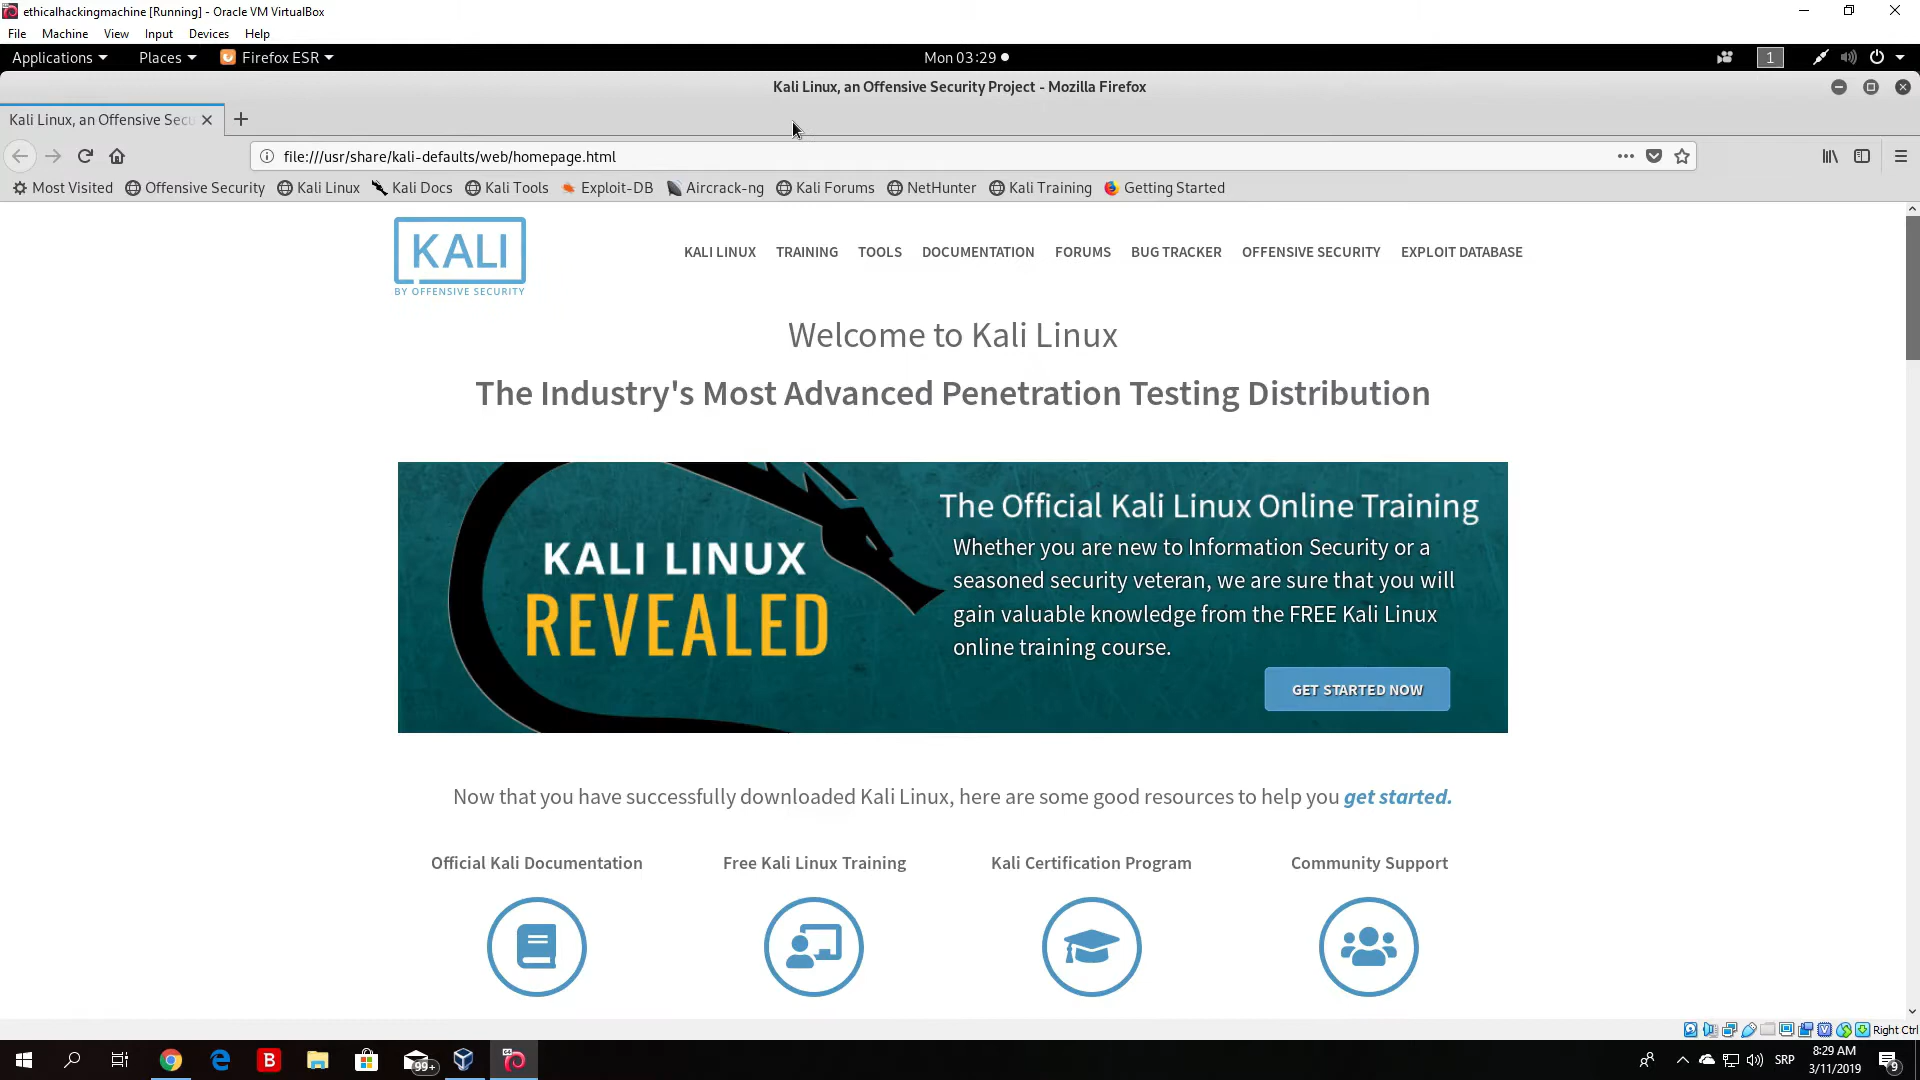 ethicalhackingmachine [Running] - Oracle VM VirtualBox
File Machine View Input Devices Help
Applications Places Firefox ESR Mon 03:29 1
Kali Linux, an Offensive Security Project - Mozilla Firefox
Kali Linux, an Offensive Secu
file:///usr/share/kali-defaults/web/homepage.html
Most Visited Offensive Security Kali Linux Kali Docs Kali Tools Exploit-DB Aircrack-ng Kali Forums NetHunter Kali Training Getting Started
KALI
BY OFFENSIVE SECURITY
KALI LINUX TRAINING TOOLS DOCUMENTATION FORUMS BUG TRACKER OFFENSIVE SECURITY EXPLOIT DATABASE
Welcome to Kali Linux
The Industry's Most Advanced Penetration Testing Distribution
KALI LINUX
REVEALED
The Official Kali Linux Online Training
Whether you are new to Information Security or a
seasoned security veteran, we are sure that you will
gain valuable knowledge from the FREE Kali Linux
online training course.
GET STARTED NOW
Now that you have successfully downloaded Kali Linux, here are some good resources to help you get started.
Official Kali Documentation Free Kali Linux Training Kali Certification Program Community Support
Right Ctrl
99+
SRP
8:29 AM
3/11/2019
9